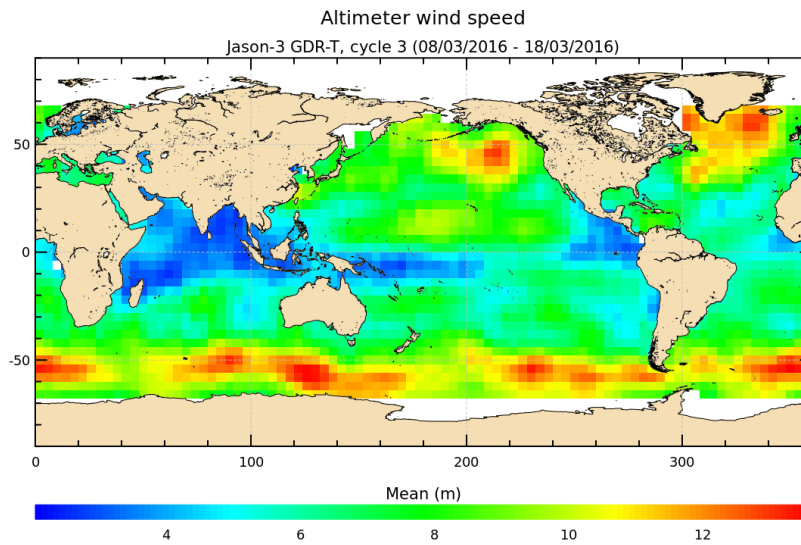 Altimeter wind speed
Jason-3 GDR-T, cycle 3 (08/03/2016 - 18/03/2016)
50
0
-50
0 100 200 300
Mean (m)
4 6 8 10 12